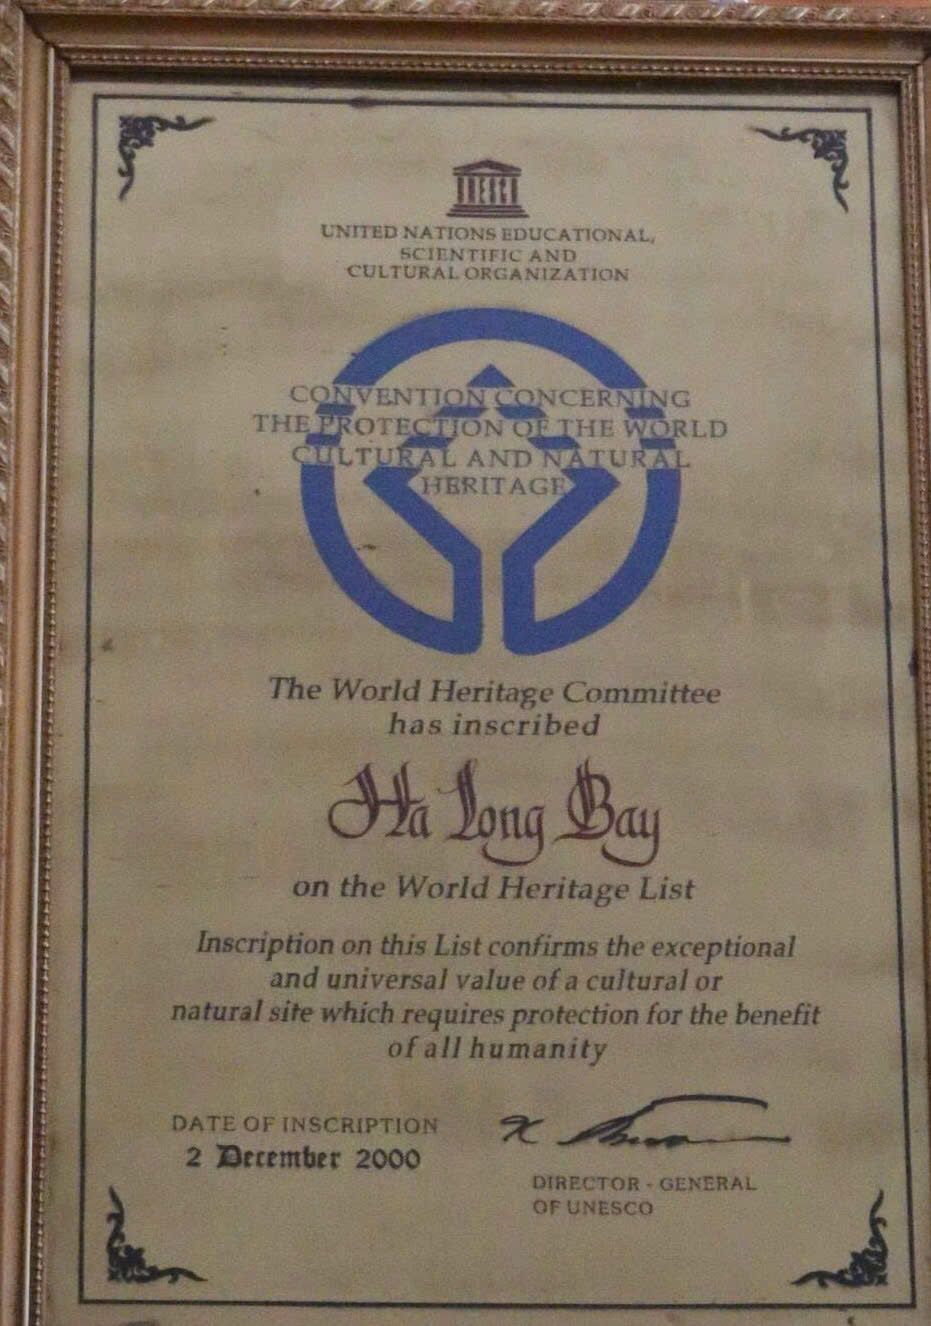 UNESCO
UNITED NATIONS EDUCATIONAL,
SCIENTIFIC AND
CULTURAL ORGANIZATION
CONVENTION CONCERNING
THE PROTECTION OF THE WORLD
CULTURAL AND NATURAL
HERITAGE
The World Heritage Committee
has inscribed
Ha Long Bay
on the World Heritage List
Inscription on this List confirms the exceptional
and universal value of a cultural or
natural site which requires protection for the benefit
of all humanity
DATE OF INSCRIPTION
2 December 2000
DIRECTOR - GENERAL
OF UNESCO